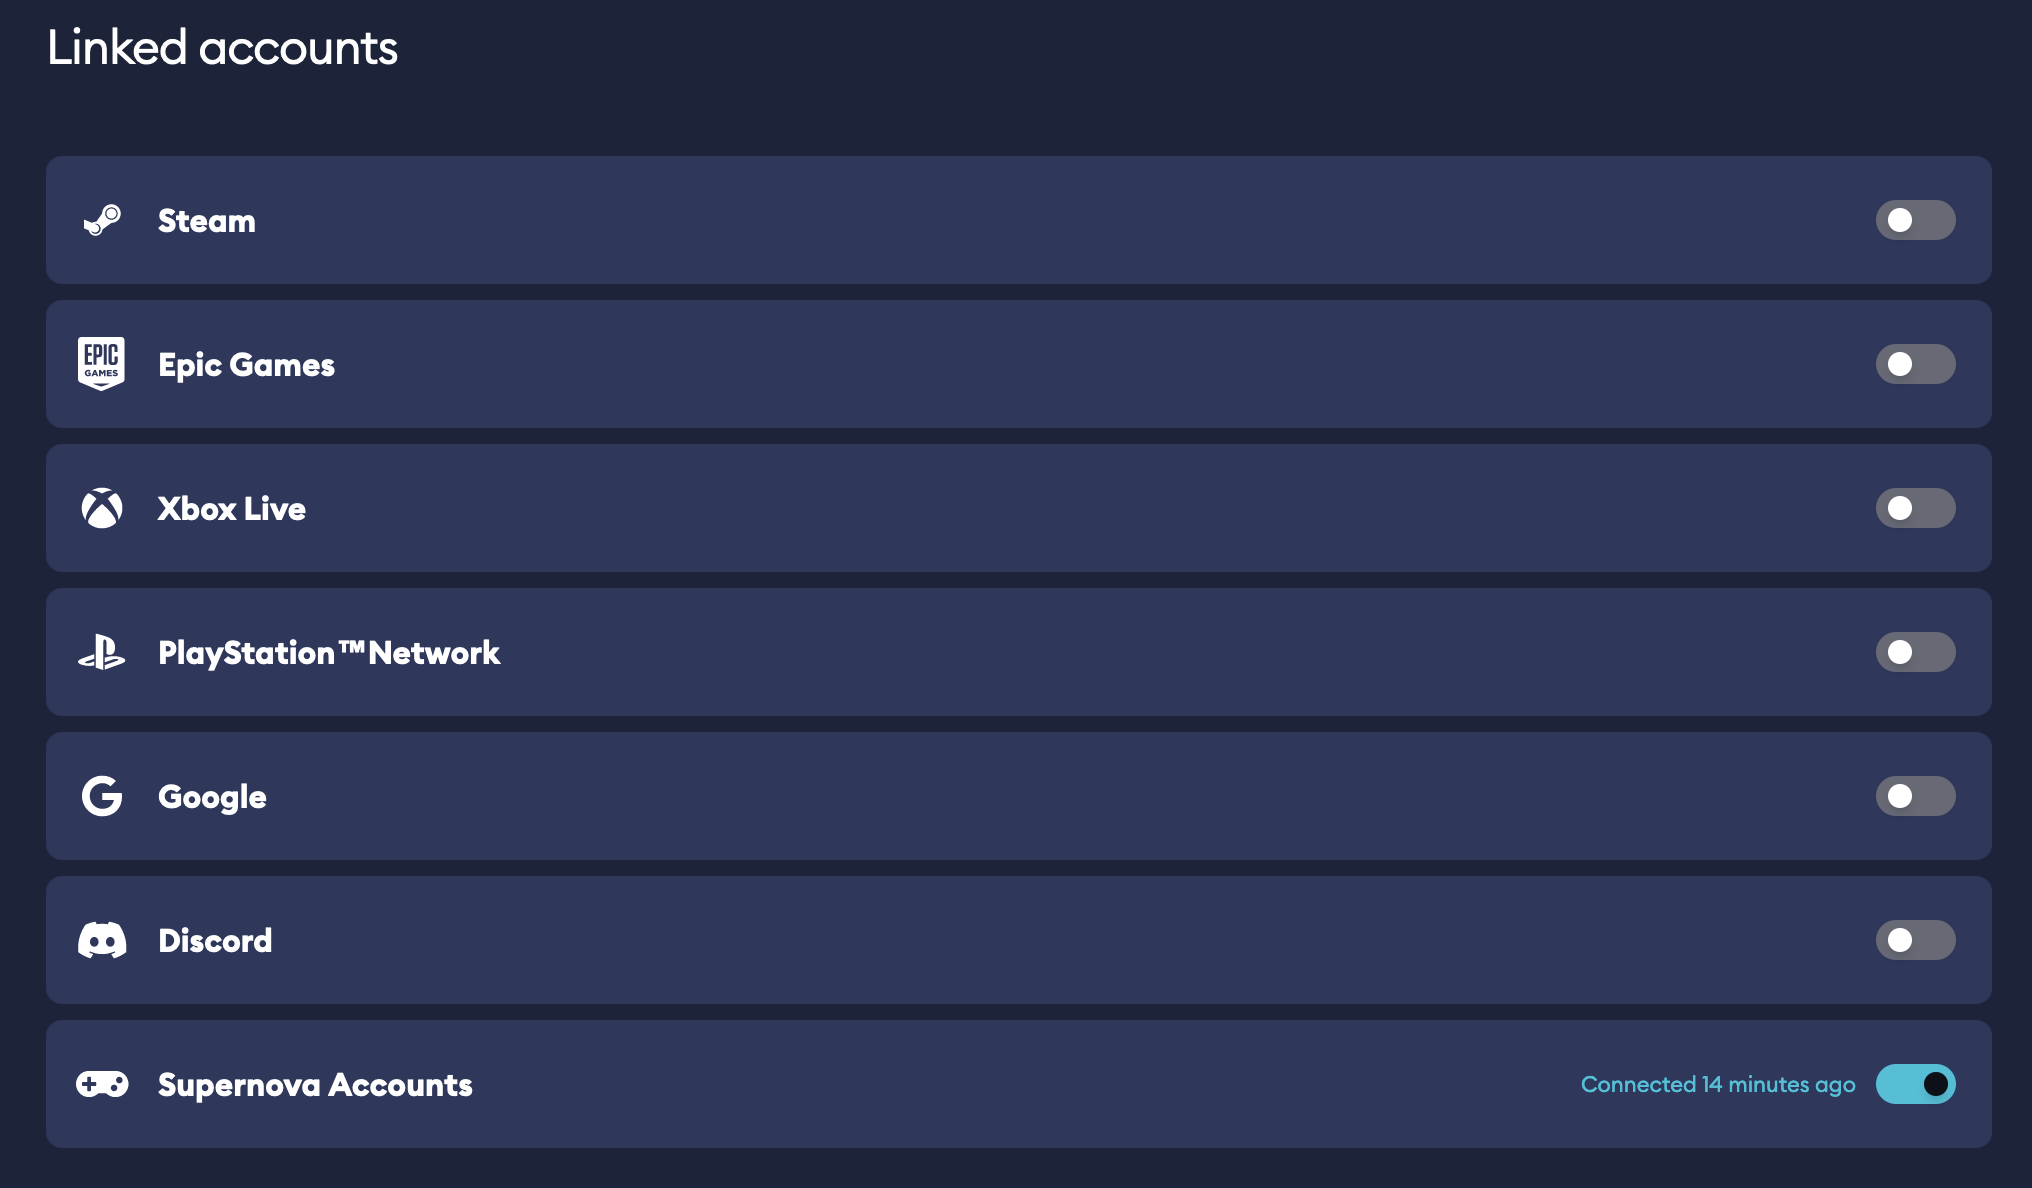 Linked accounts
Steam
EPIC
GAMES
Epic Games
Xbox Live
PlayStation™Network
Google
Discord
Supernova Accounts
Connected 14 minutes ago